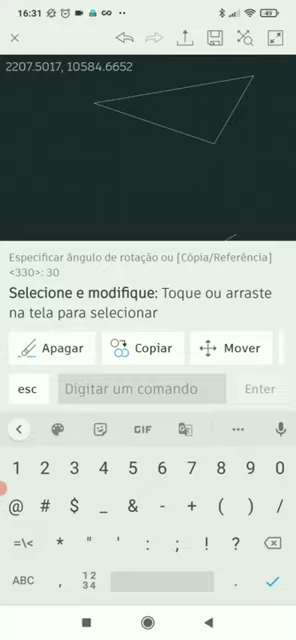 16:31
49
2207.5017, 10584.6652
Especificar ângulo de rotação ou [Cópia/Referência]
<330>: 30
Selecione e modifique: Toque ou arraste
na tela para selecionar
Apagar Copiar Mover
esc Digitar um comando Enter
GIF
1 2 3 4 5 6 7 8 9 0
@ # $ _ & - + ( ) /
=\< * " ' : ; ! ?
ABC , 12 .
34